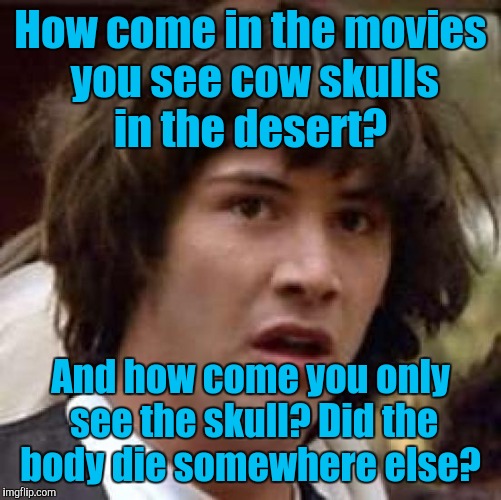 How come in the movies
you see cow skulls
in the desert?
And how come you only
see the skull? Did the
body die somewhere else?
imgflip.com